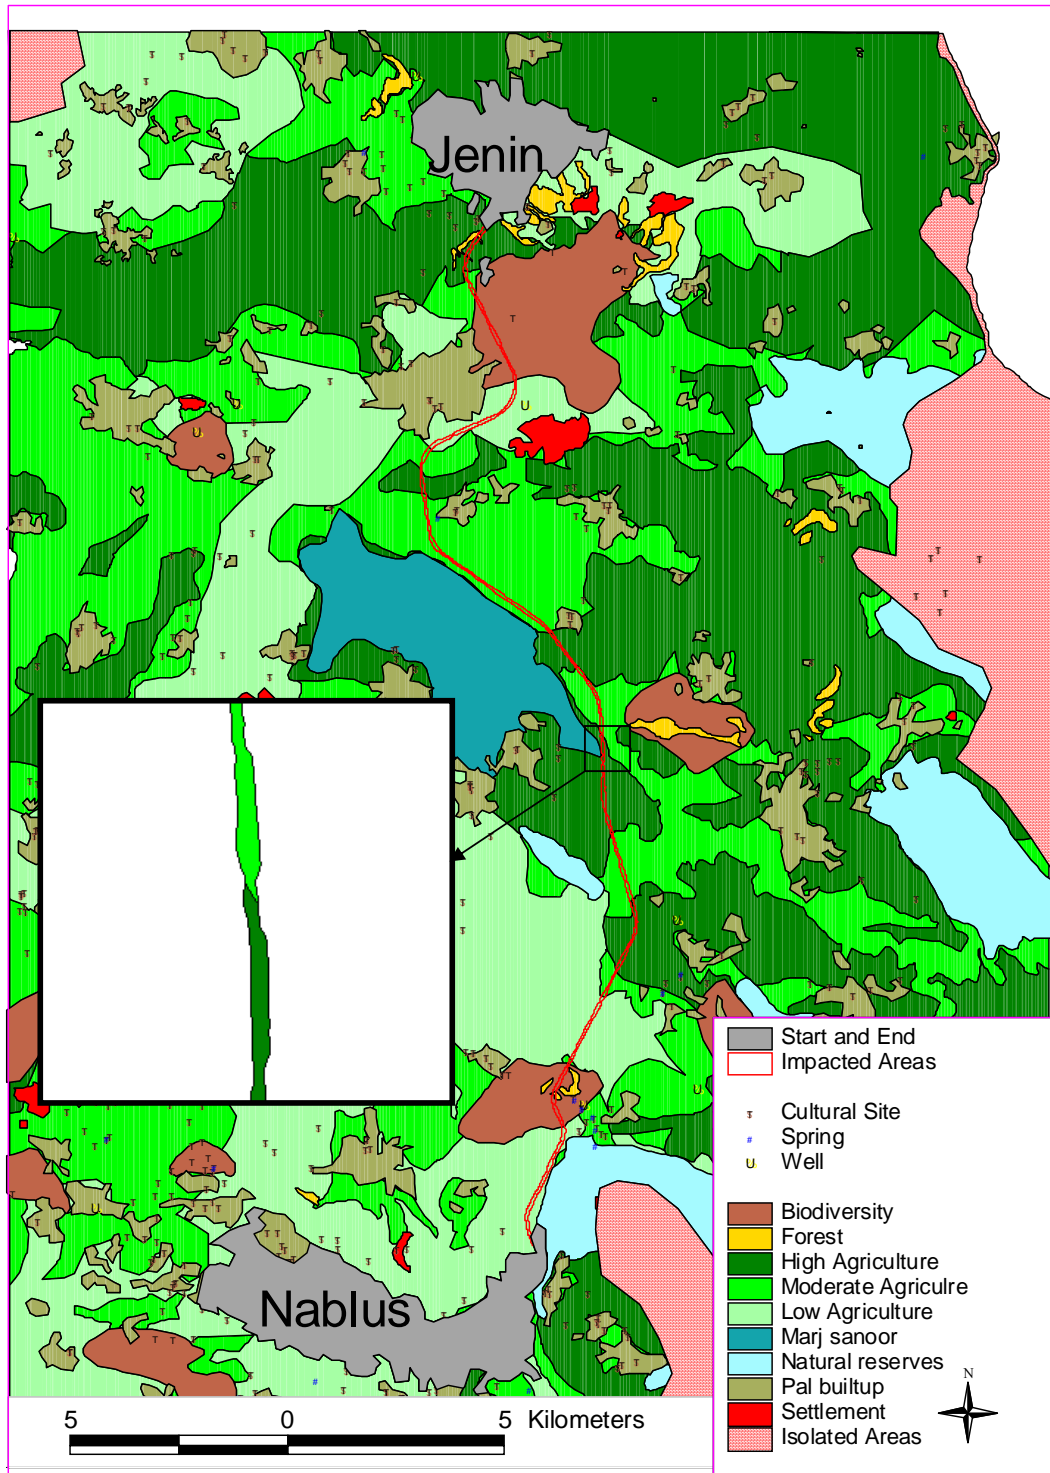 Jenin
Nablus
Start and End
Impacted Areas
Cultural Site
Spring
Well
Biodiversity
Forest
High Agriculture
Moderate Agriculre
Low Agriculture
Marj sanoor
Natural reserves
Pal builtup
Settlement
Isolated Areas
N
5 0 5 Kilometers